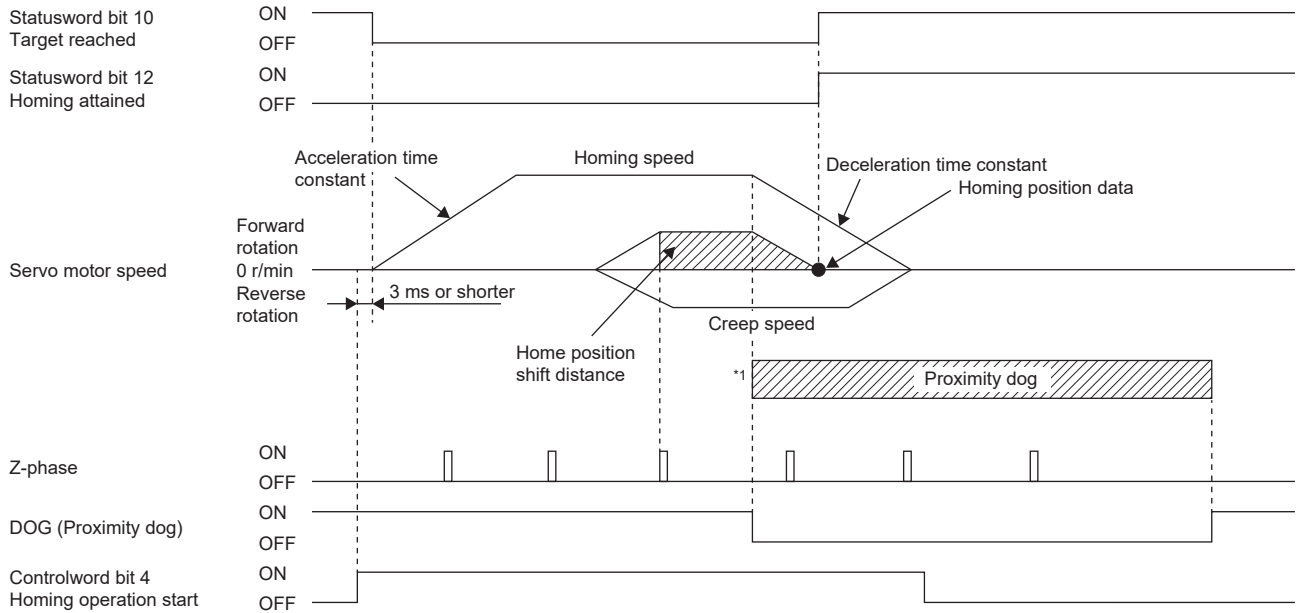 Statusword bit 10
Target reached
ON
OFF
Statusword bit 12
Homing attained
ON
OFF
Acceleration time
constant
Homing speed
Deceleration time constant
Homing position data
Forward
rotation
Servo motor speed
0 r/min
Reverse
rotation
3 ms or shorter
Creep speed
Home position
shift distance
*1
Proximity dog
Z-phase
ON
OFF
DOG (Proximity dog)
ON
OFF
Controlword bit 4
Homing operation start
ON
OFF